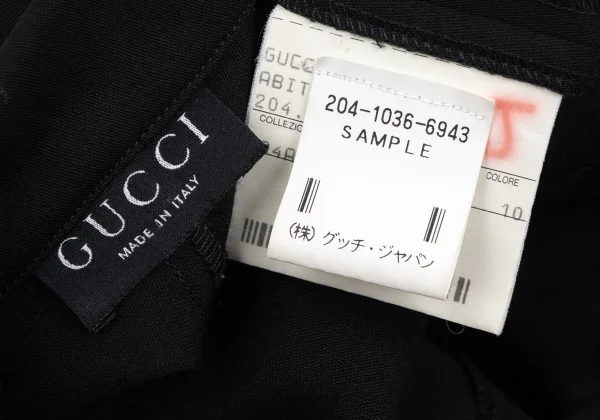 GUCCI
MADE IN ITALY
GUCC
ABIT
204.
COLLEZIO
204-1036-6943
SAMPLE
(株) グッチ・ジャパン
J
COLORE
10